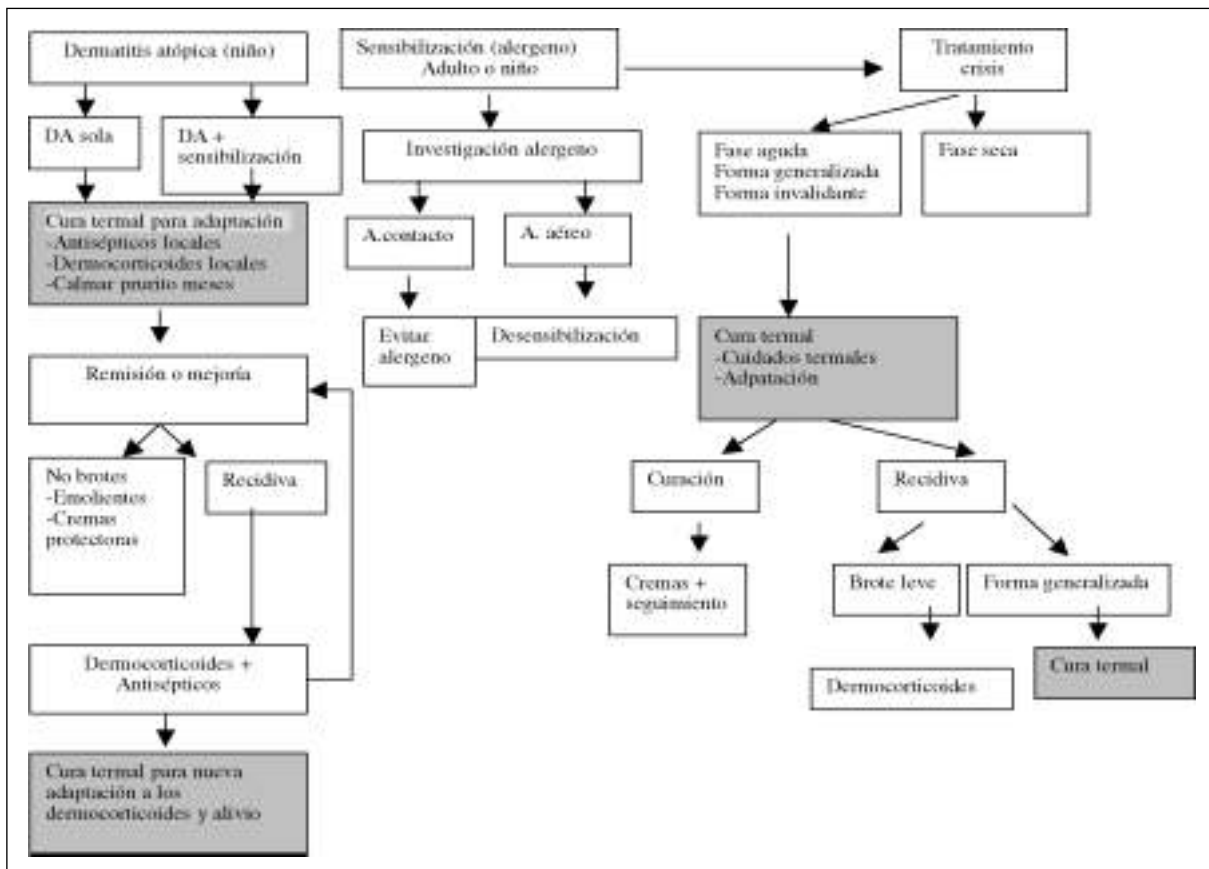 Dermatitis atópica (niño)
DA sola
DA +
sensibilización
Cura termal para adaptación
-Antisépticos locales
-Dermocorticoides locales
-Calmar prurito meses
Remisión o mejoría
No brotes
-Emolientes
-Cremas
protectoras
Recidiva
Dermocorticoides +
Antisépticos
Cura termal para nueva
adaptación a los
dermocorticoides y alivio
Sensibilización (alergeno)
Adulto o niño
Investigación alergeno
A.contacto
A. aéreo
Evitar
alergeno
Desensibilización
Tratamiento
crisis
Fase aguda
Forma generalizada
Forma invalidante
Fase seca
Cura termal
-Cuidados termales
-Adpatación
Curación
Recidiva
Cremas +
seguimiento
Brote leve
Forma generalizada
Dermocorticoides
Cura termal